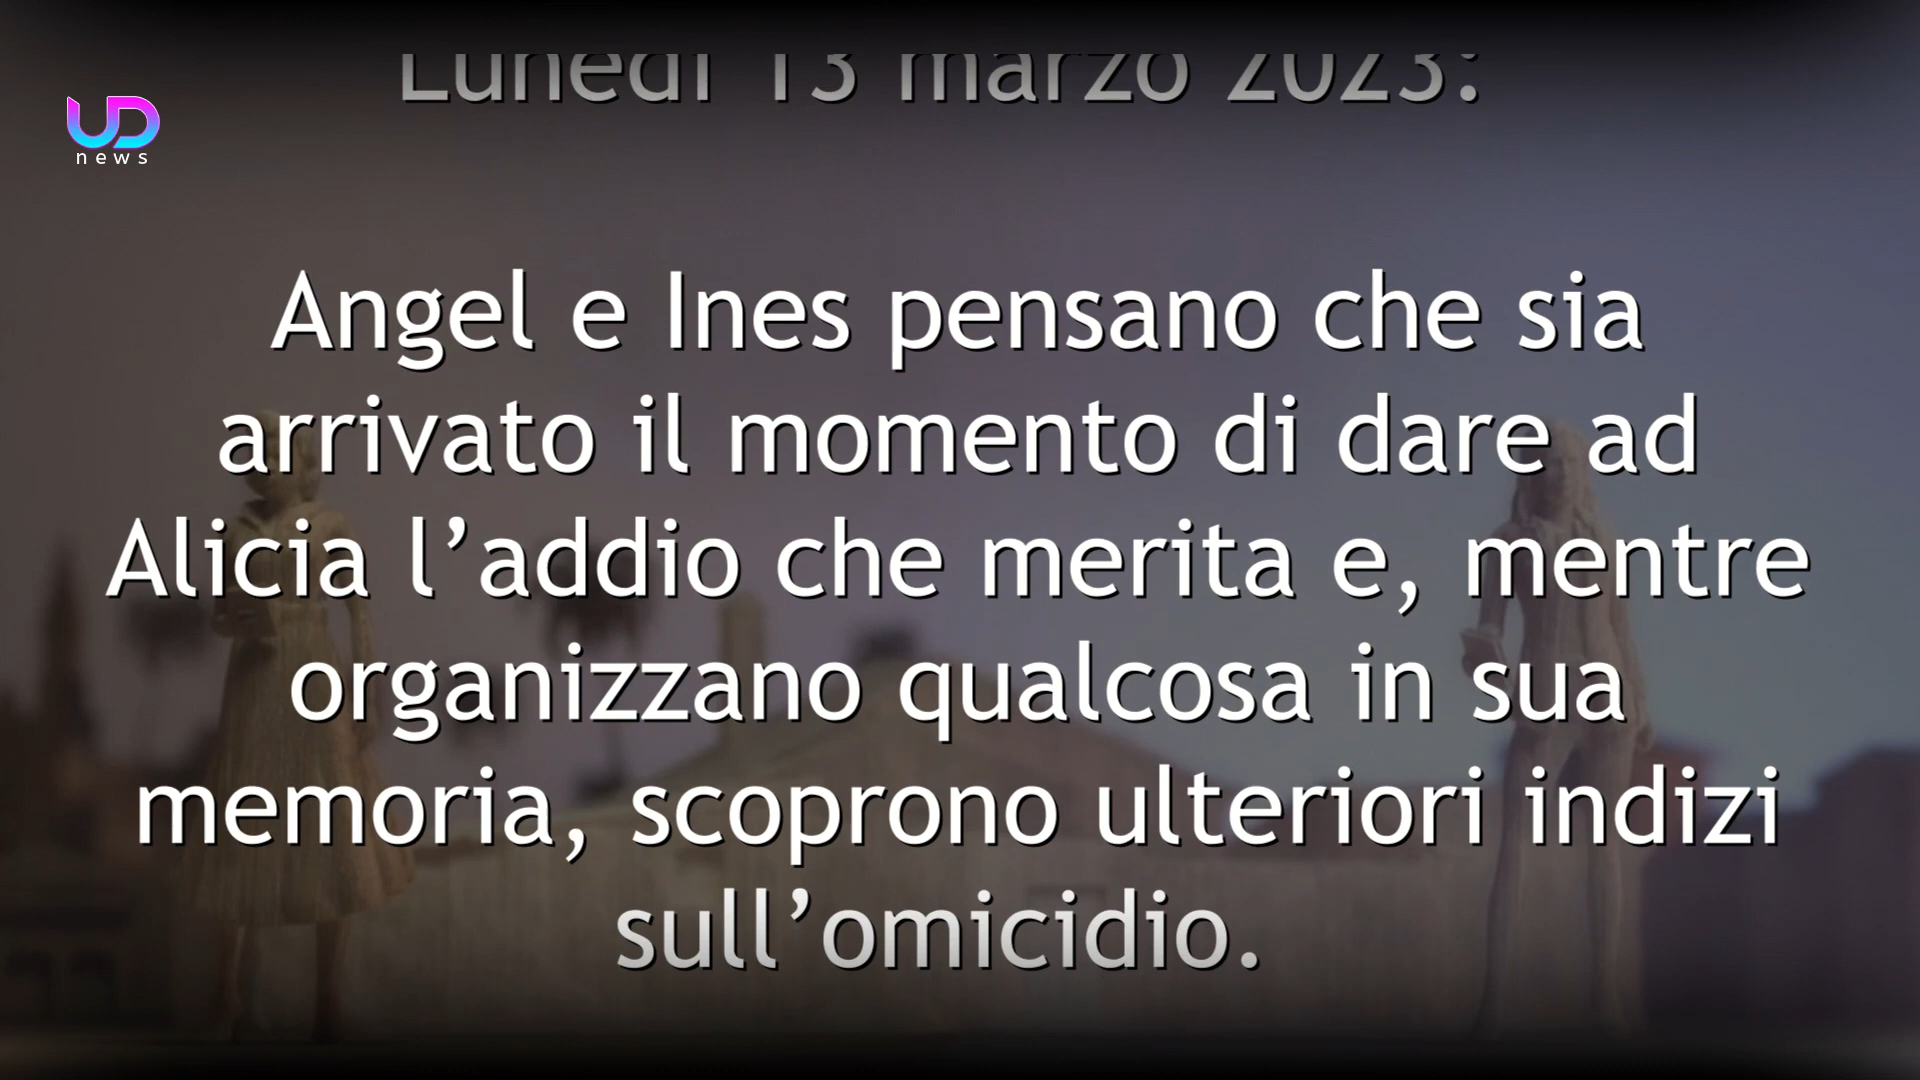 Lunedì 13 marzo 2023:
UD
news
Angel e Ines pensano che sia
arrivato il momento di dare ad
Alicia l’addio che merita e, mentre
organizzano qualcosa in sua
memoria, scoprono ulteriori indizi
sull’omicidio.